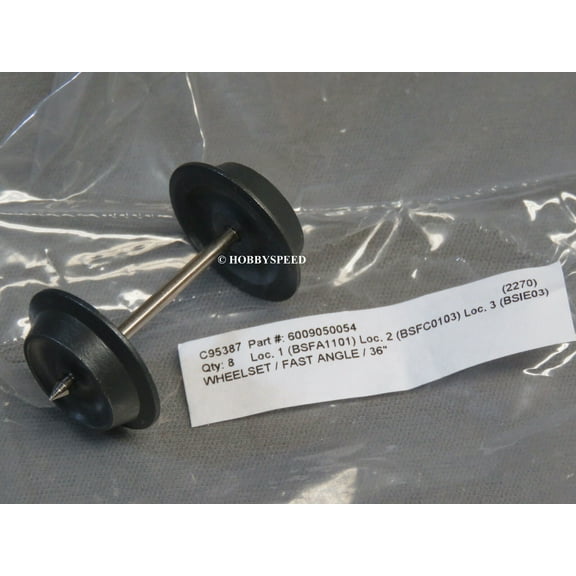 © HOBBYSPEED
(2270)
C95387 Part #: 6009050054
Qty: 8 Loc. 1 (BSFA1101) Loc. 2 (BSFC0103) Loc. 3 (BSIE03)
WHEELSET / FAST ANGLE / 36"